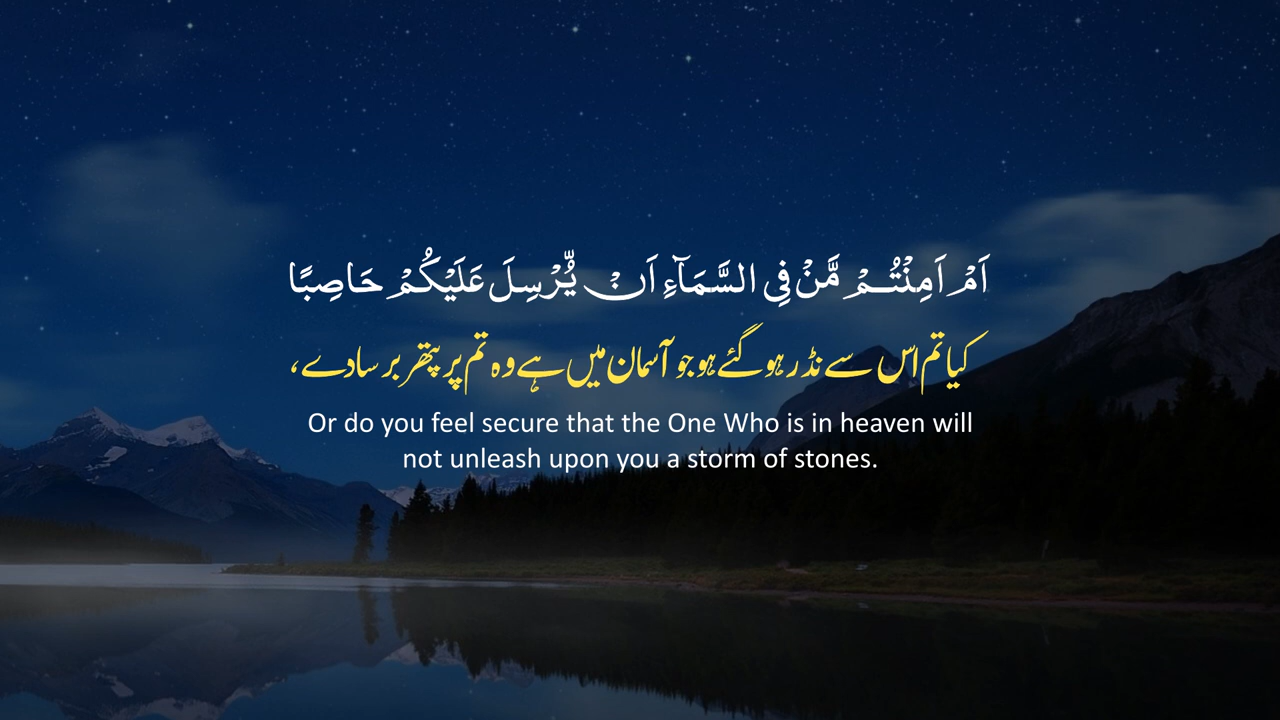 اَمْ اَمِنْتُمْ مَّنْ فِی السَّمَآءِ اَنْ یُّرْسِلَ عَلَیْكُمْ حَاصِبًا
کیا تم اس سے نڈر ہو گئے ہو جو آسمان میں ہے وہ تم پر پتھر برسا دے،
Or do you feel secure that the One Who is in heaven will
not unleash upon you a storm of stones.